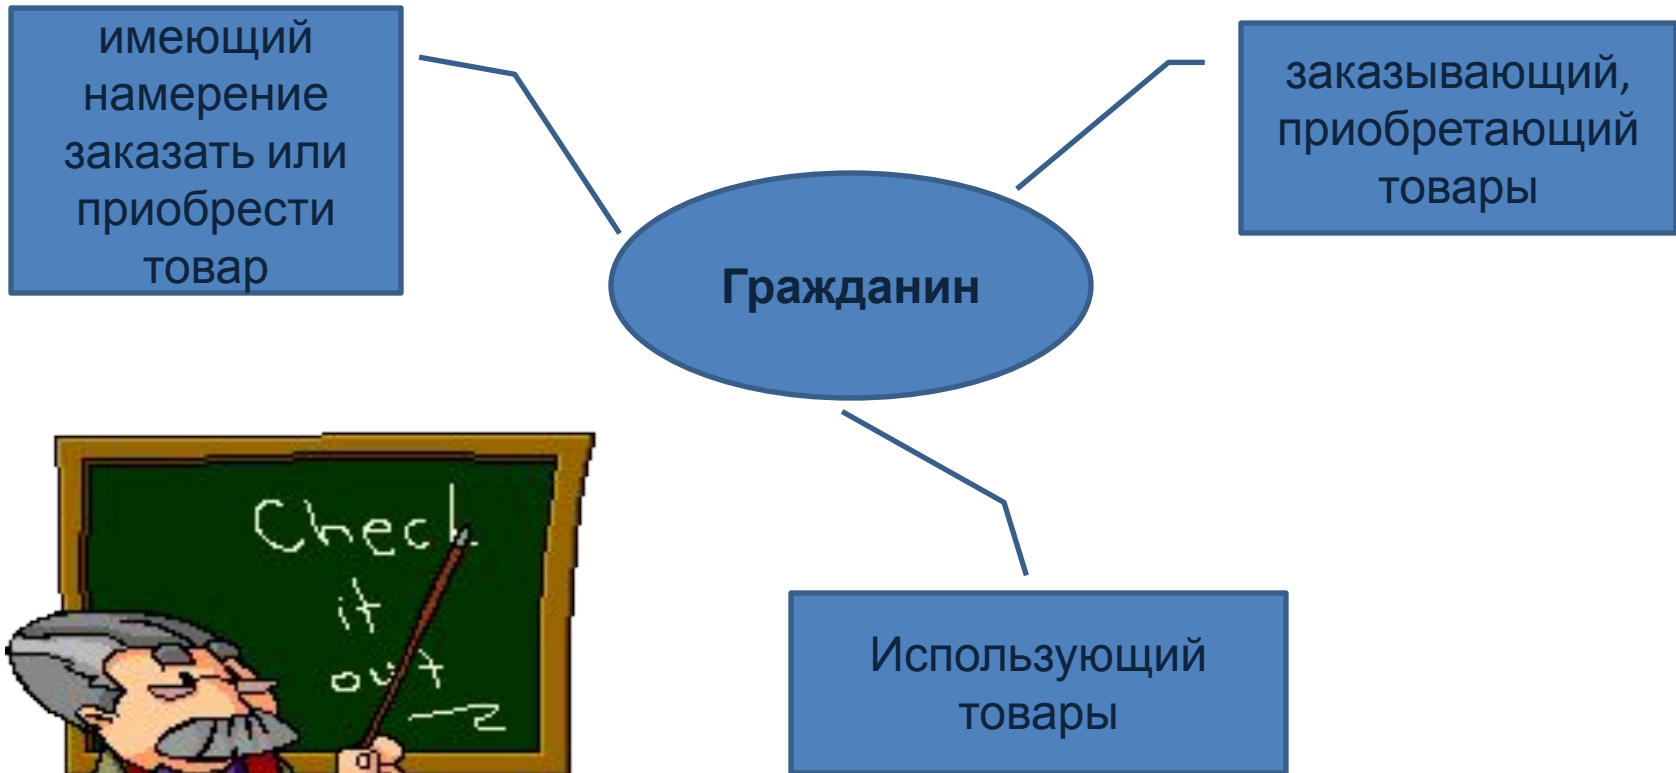 имеющий
намерение
заказать или
приобрести
товар
заказывающий,
приобретающий
товары
Гражданин
Check
it
out
Использующий
товары